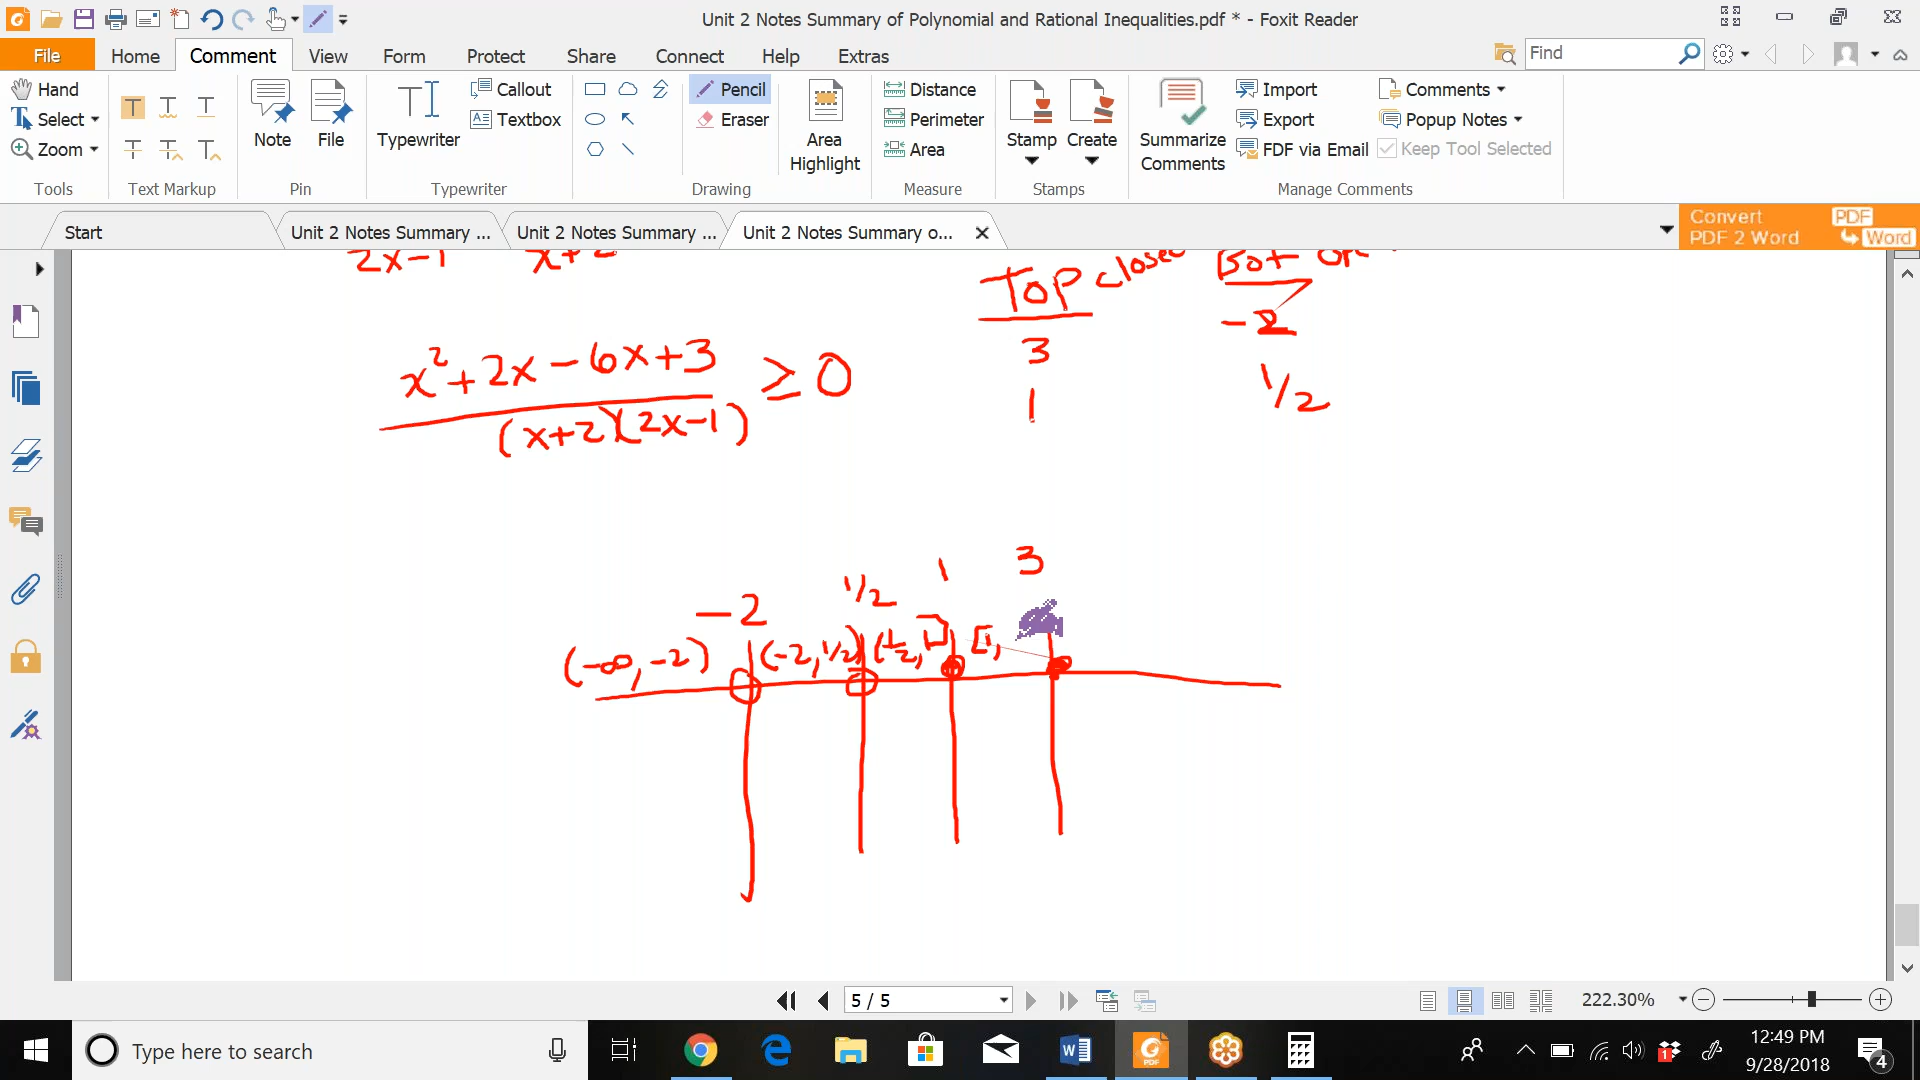 Unit 2 Notes Summary of Polynomial and Rational Inequalities.pdf * - Foxit Reader
File Home Comment View Form Protect Share Connect Help Extras
Find
Hand
Select
Zoom
Tools
Text Markup
Note
File
Pin
Typewriter
Callout
Textbox
Typewriter
Pencil
Eraser
Drawing
Area
Highlight
Distance
Perimeter
Area
Measure
Stamp
Create
Stamps
Summarize
Comments
Import
Export
FDF via Email
Comments
Popup Notes
Keep Tool Selected
Manage Comments
Start
Unit 2 Notes Summary ...
Unit 2 Notes Summary ...
Unit 2 Notes Summary o...
Convert
PDF 2 Word
PDF
Word
2x-1 x+2
TOP closed Bot
3 -2
1 1/2
x²+2x-6x+3 ≥ 0
(x+2)(2x-1)
-2 1/2 1 3
(-∞,-2) (-2,1/2) (1/2,1] [1,
5 / 5
222.30%
Type here to search
12:49 PM
9/28/2018
4
1